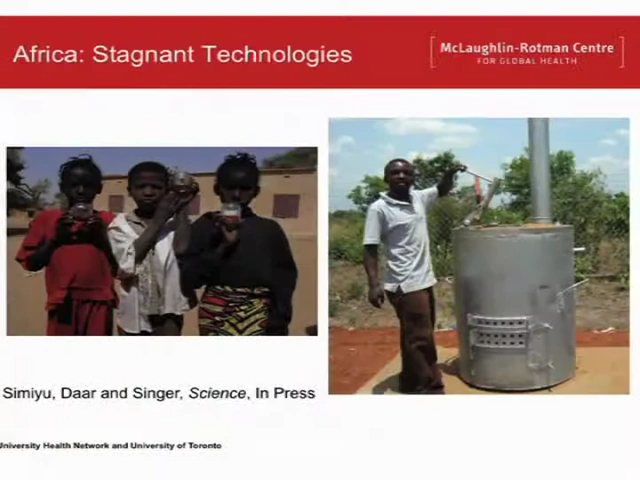 Africa: Stagnant Technologies
McLaughlin-Rotman Centre
FOR GLOBAL HEALTH
Simiyu, Daar and Singer, Science, In Press
University Health Network and University of Toronto